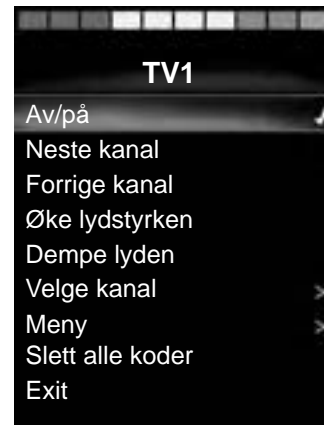 TV1
Av/på
Neste kanal
Forrige kanal
Øke lydstyrken
Dempe lyden
Velge kanal >
Meny >
Slett alle koder
Exit